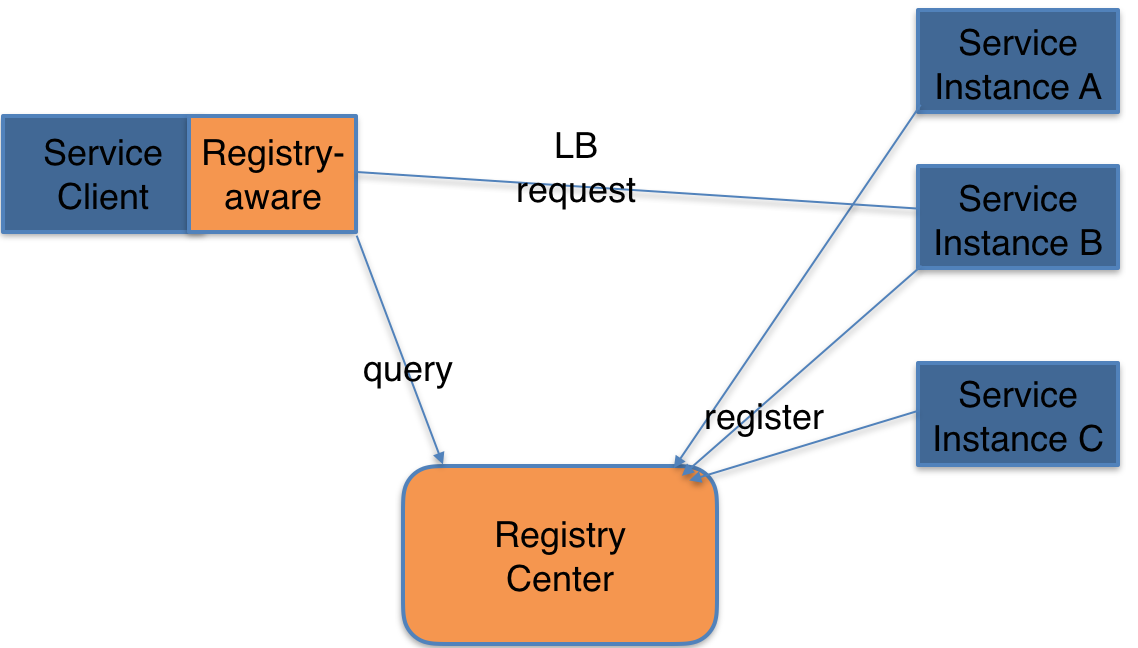 Service
Instance A
Service
Client
Registry-
aware
LB
request
Service
Instance B
query
register
Service
Instance C
Registry
Center